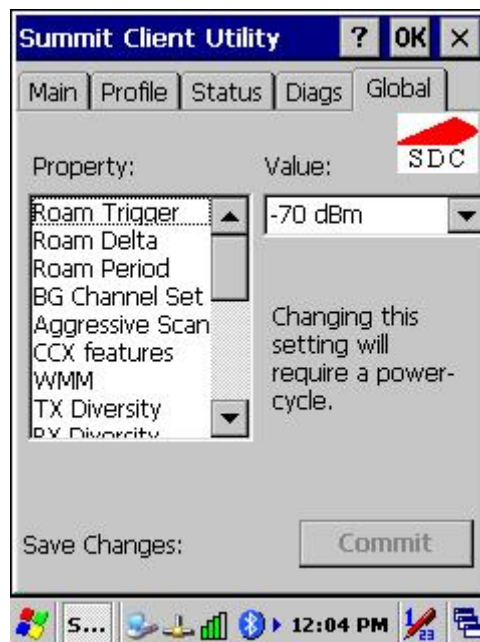 Summit Client Utility ? OK ×
Main Profile Status Diags Global
SDC
Property: Value:
Roam Trigger -70 dBm
Roam Delta
Roam Period
BG Channel Set
Aggressive Scan
CCX features
WMM
TX Diversity
RX Diversity
Changing this
setting will
require a power-
cycle.
Save Changes: Commit
S... 12:04 PM